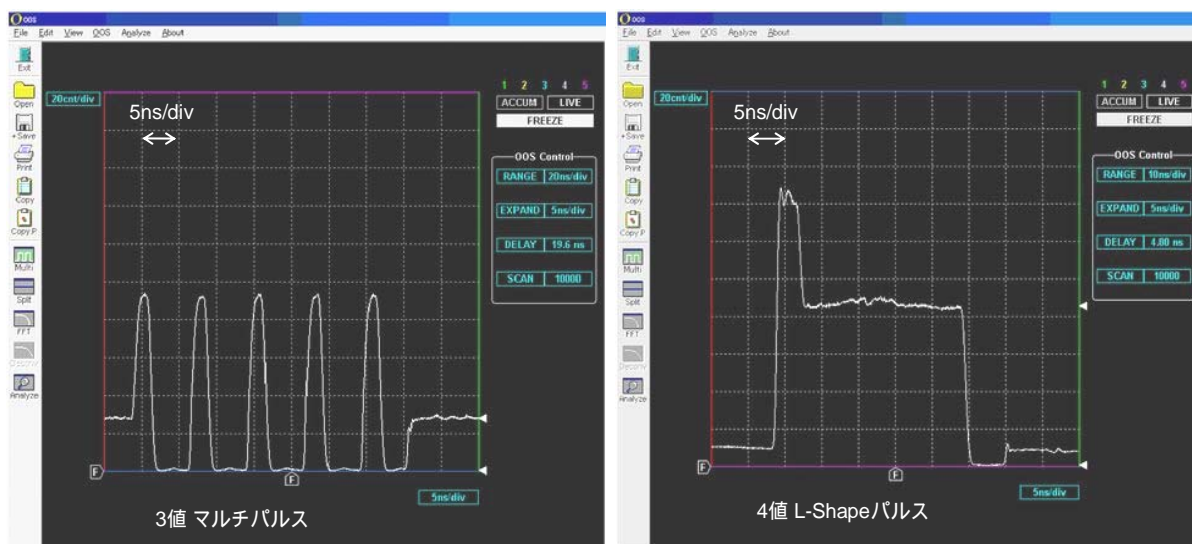 OOS
File Edit View OOS Analyze About
Exit
Open
+Save
Print
Copy
Copy.P
Multi
Split
FFT
Deconv
Analyze
20cnt/div
5ns/div
1 2 3 4 5
ACCUM LIVE
FREEZE
OOS Control
RANGE 20ns/div
EXPAND 5ns/div
DELAY 19.6 ns
SCAN 10000
F
F
5ns/div
3値 マルチパルス
OOS
File Edit View OOS Analyze About
Exit
Open
+Save
Print
Copy
Copy.P
Multi
Split
FFT
Deconv
Analyze
20cnt/div
5ns/div
1 2 3 4 5
ACCUM LIVE
FREEZE
OOS Control
RANGE 10ns/div
EXPAND 5ns/div
DELAY 4.00 ns
SCAN 10000
F
F
5ns/div
4値 L-Shapeパルス